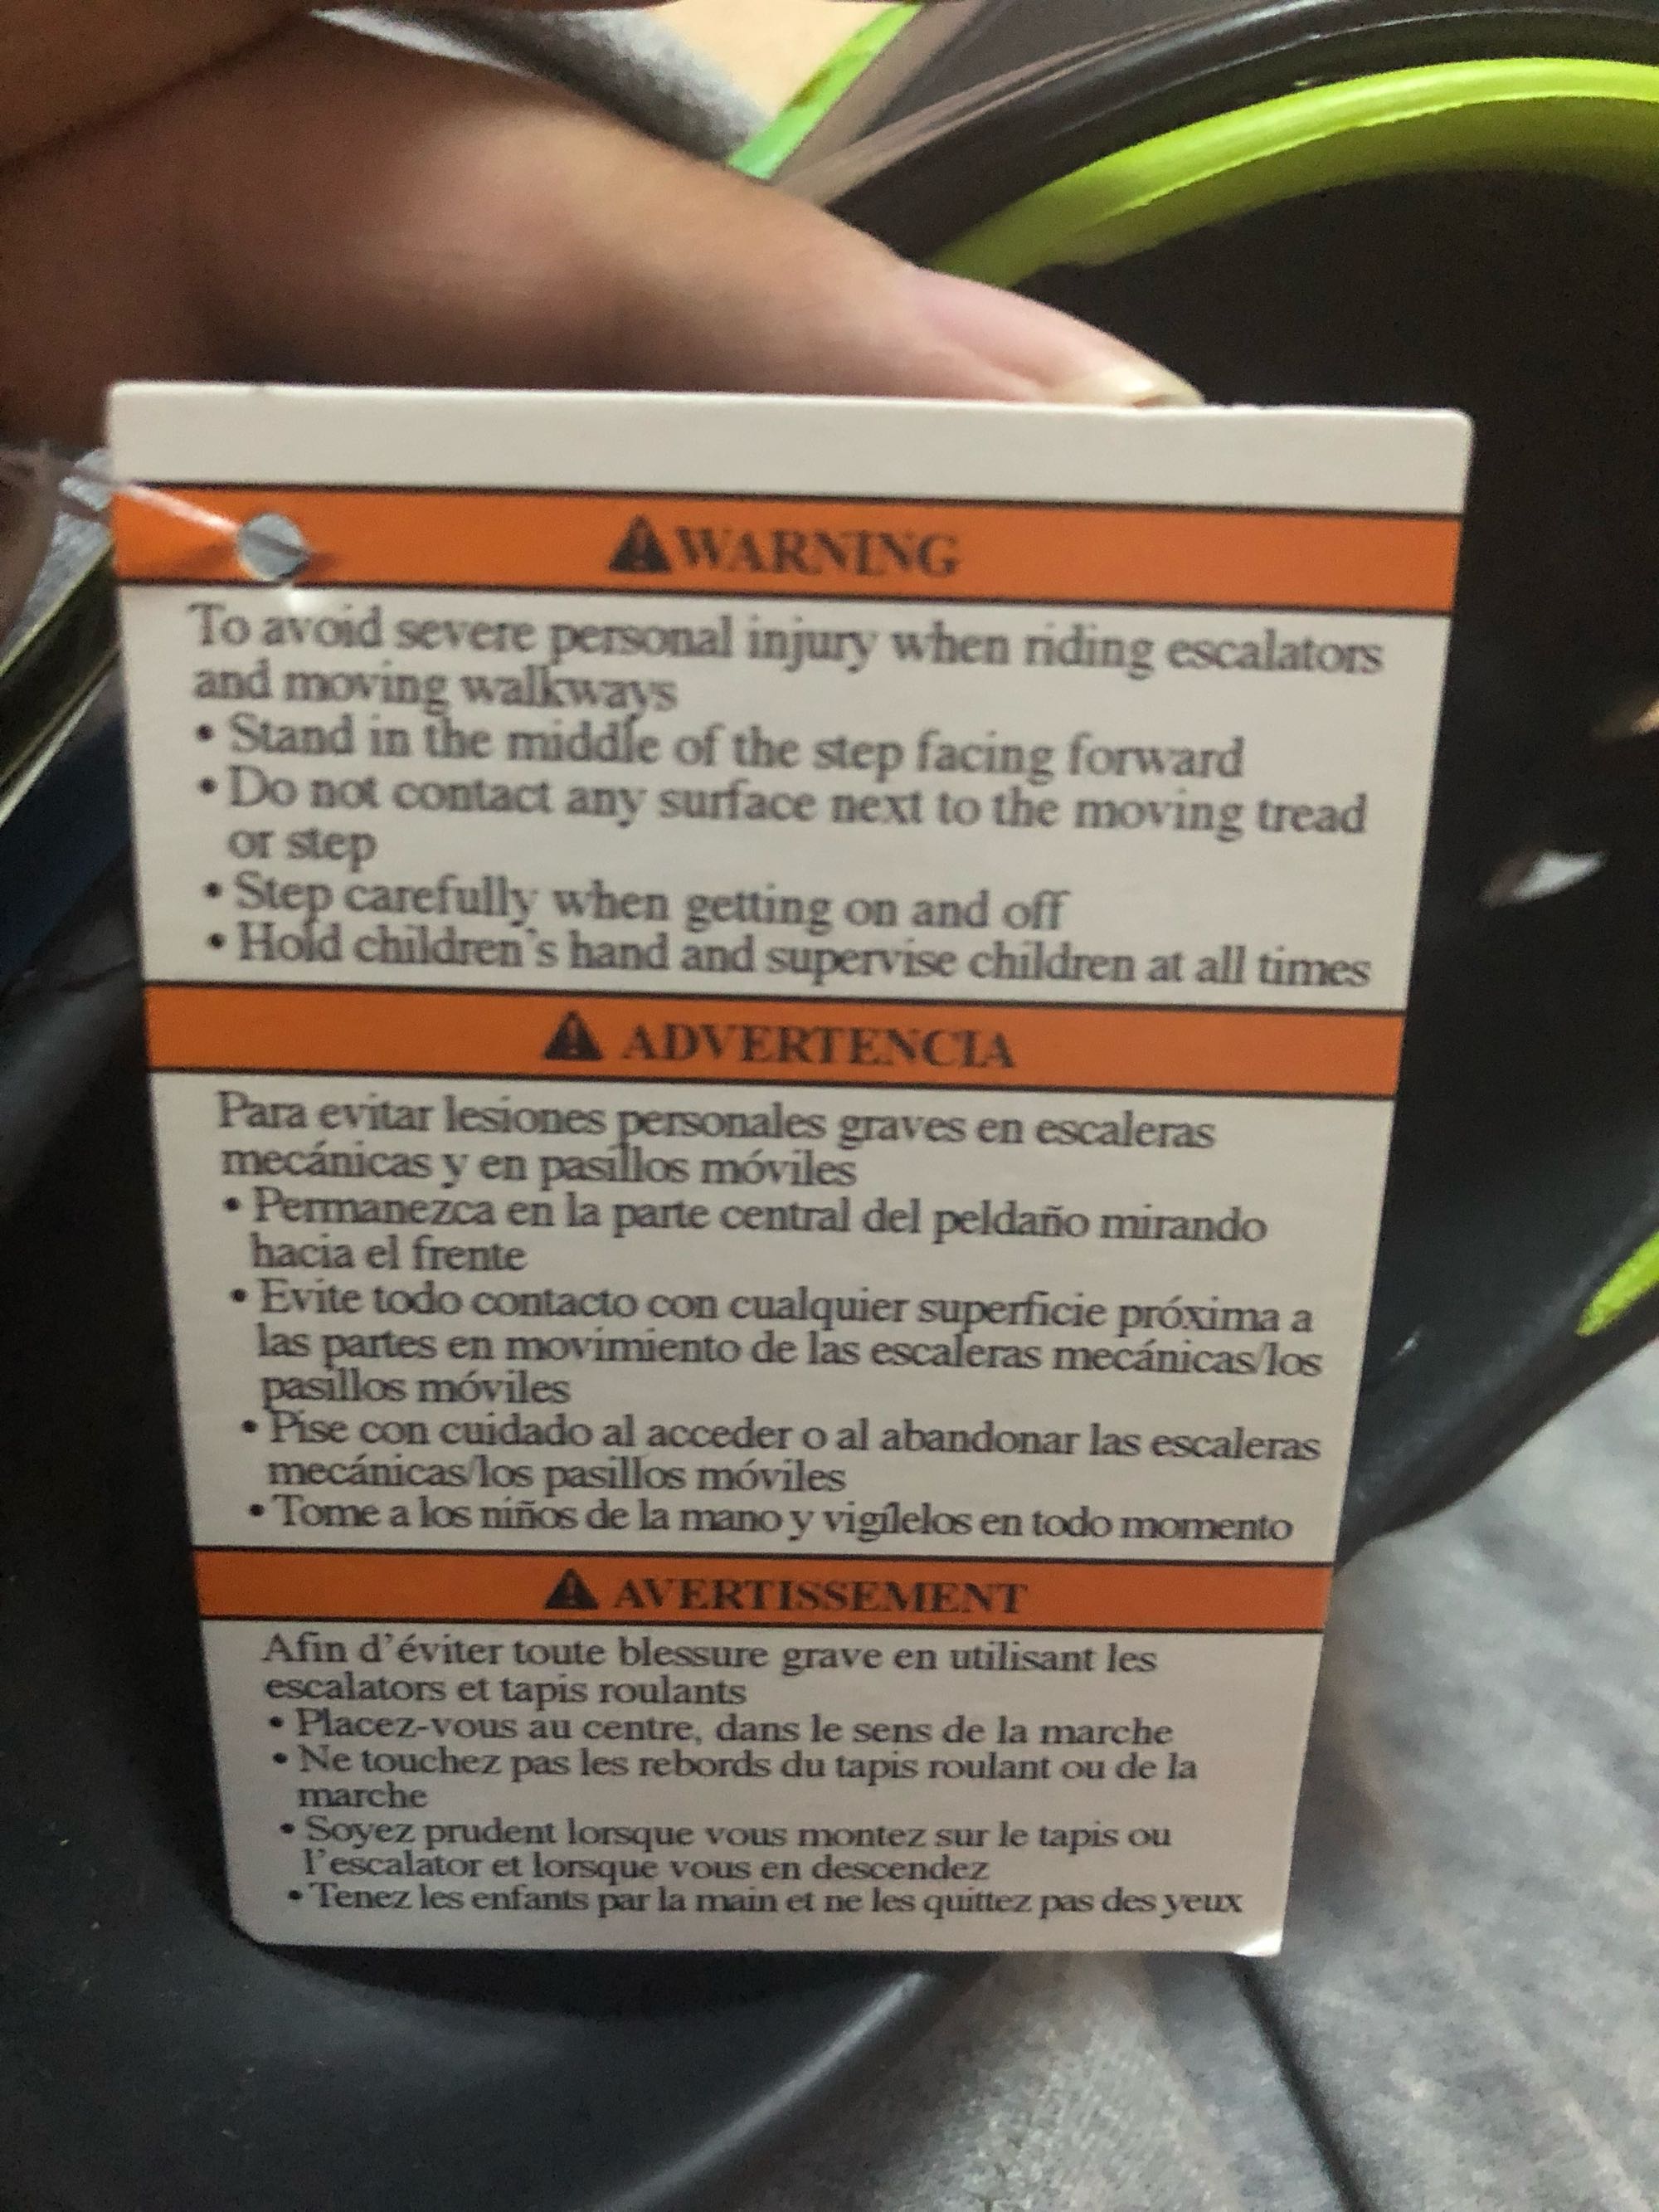 ⚠WARNING
To avoid severe personal injury when riding escalators
and moving walkways
• Stand in the middle of the step facing forward
• Do not contact any surface next to the moving tread
or step
• Step carefully when getting on and off
• Hold children's hand and supervise children at all times
⚠ ADVERTENCIA
Para evitar lesiones personales graves en escaleras
mecánicas y en pasillos móviles
• Permanezca en la parte central del peldaño mirando
hacia el frente
• Evite todo contacto con cualquier superficie próxima a
las partes en movimiento de las escaleras mecánicas/los
pasillos móviles
• Pise con cuidado al acceder o al abandonar las escaleras
mecánicas/los pasillos móviles
• Tome a los niños de la mano y vigílelos en todo momento
⚠ AVERTISSEMENT
Afin d'éviter toute blessure grave en utilisant les
escalators et tapis roulants
• Placez-vous au centre, dans le sens de la marche
• Ne touchez pas les rebords du tapis roulant ou de la
marche
• Soyez prudent lorsque vous montez sur le tapis ou
l'escalator et lorsque vous en descendez
• Tenez les enfants par la main et ne les quittez pas des yeux